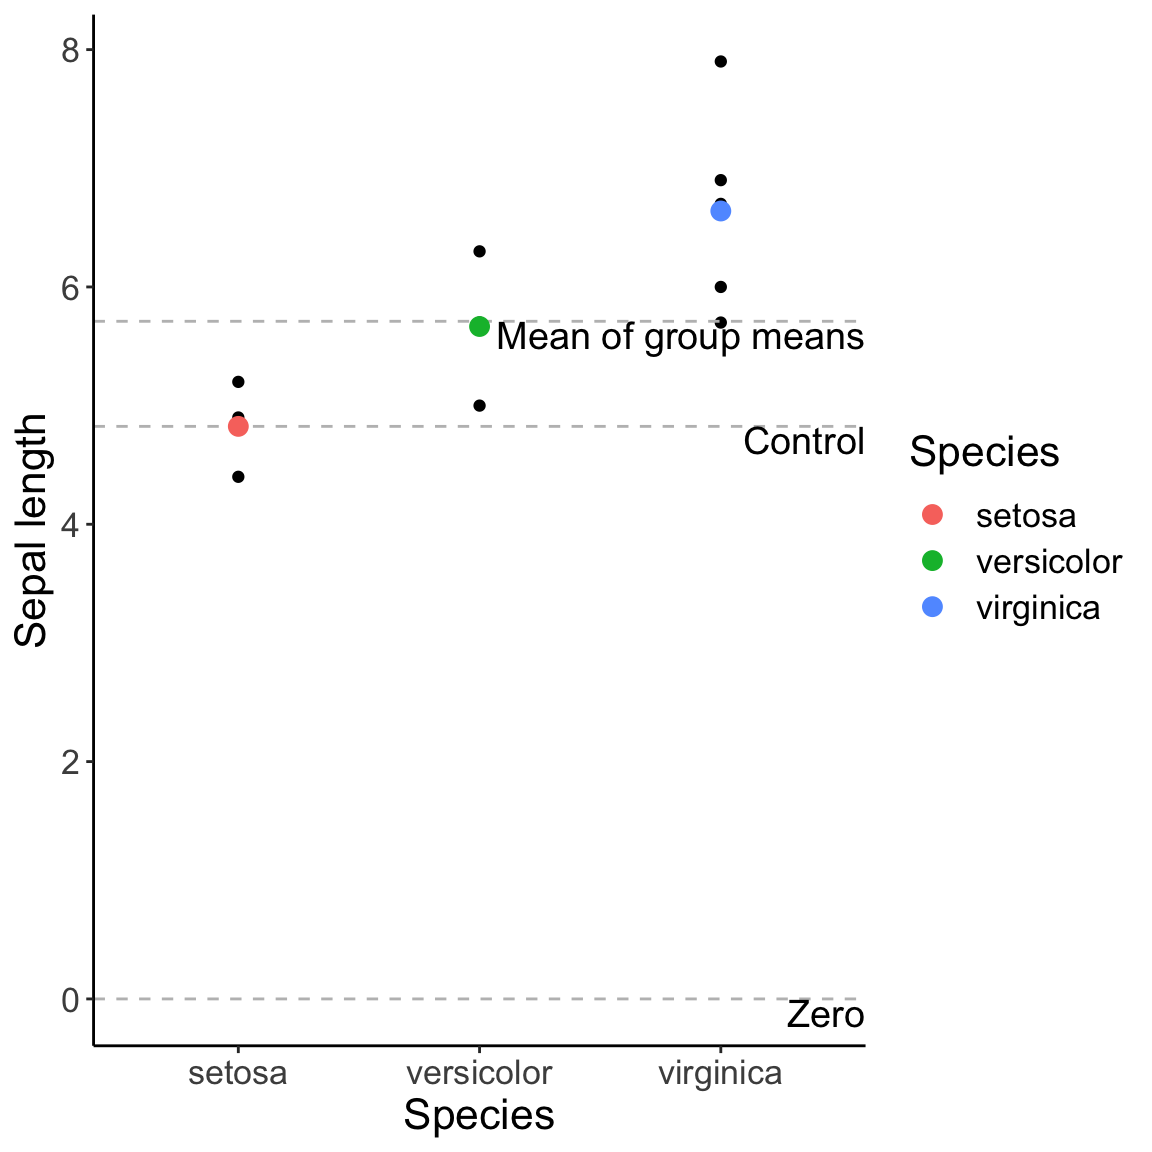 8
6
4
2
0
Sepal length
Mean of group means
Control
Zero
setosa
versicolor
virginica
Species
Species
setosa
versicolor
virginica